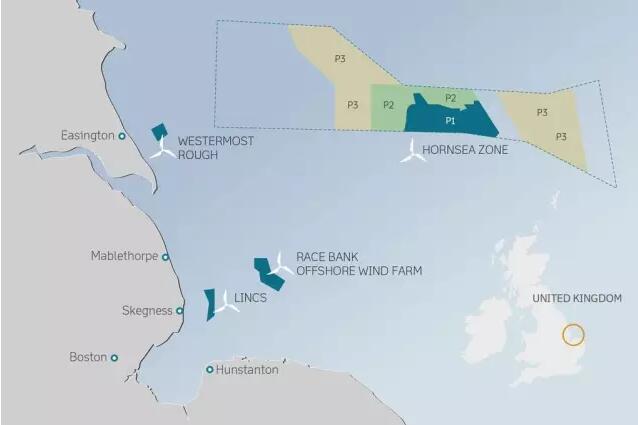 P3
P3
P2
P2
P1
P3
P3
Easington
WESTERMOST
ROUGH
HORNSEA ZONE
Mablethorpe
RACE BANK
OFFSHORE WIND FARM
LINCS
Skegness
UNITED KINGDOM
Boston
Hunstanton